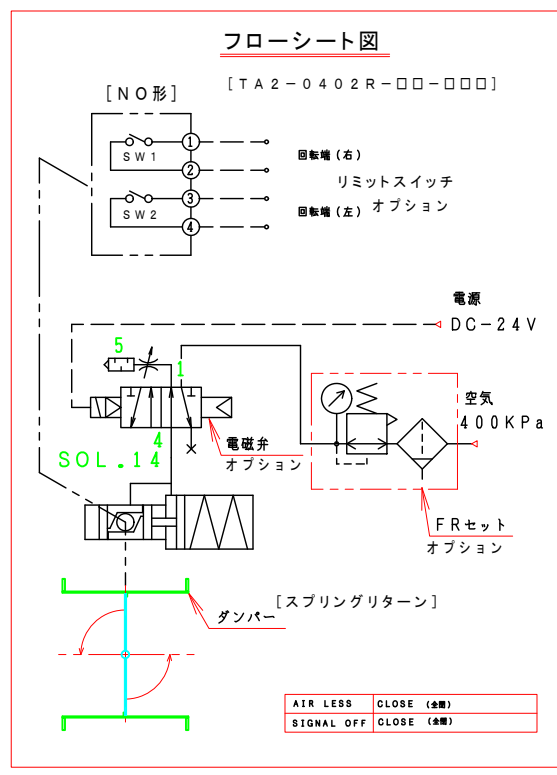 フローシート図
[TA2-0402R-□□-□□□]
[NO形]
SW1
SW2
1
2
3
4
回転端(右)
リミットスイッチ
オプション
回転端(左)
電源
DC-24V
5
1
4
SOL.14
電磁弁
オプション
空気
400KPa
FRセット
オプション
[スプリングリターン]
ダンパー
AIR LESS CLOSE (全閉)
SIGNAL OFF CLOSE (全閉)